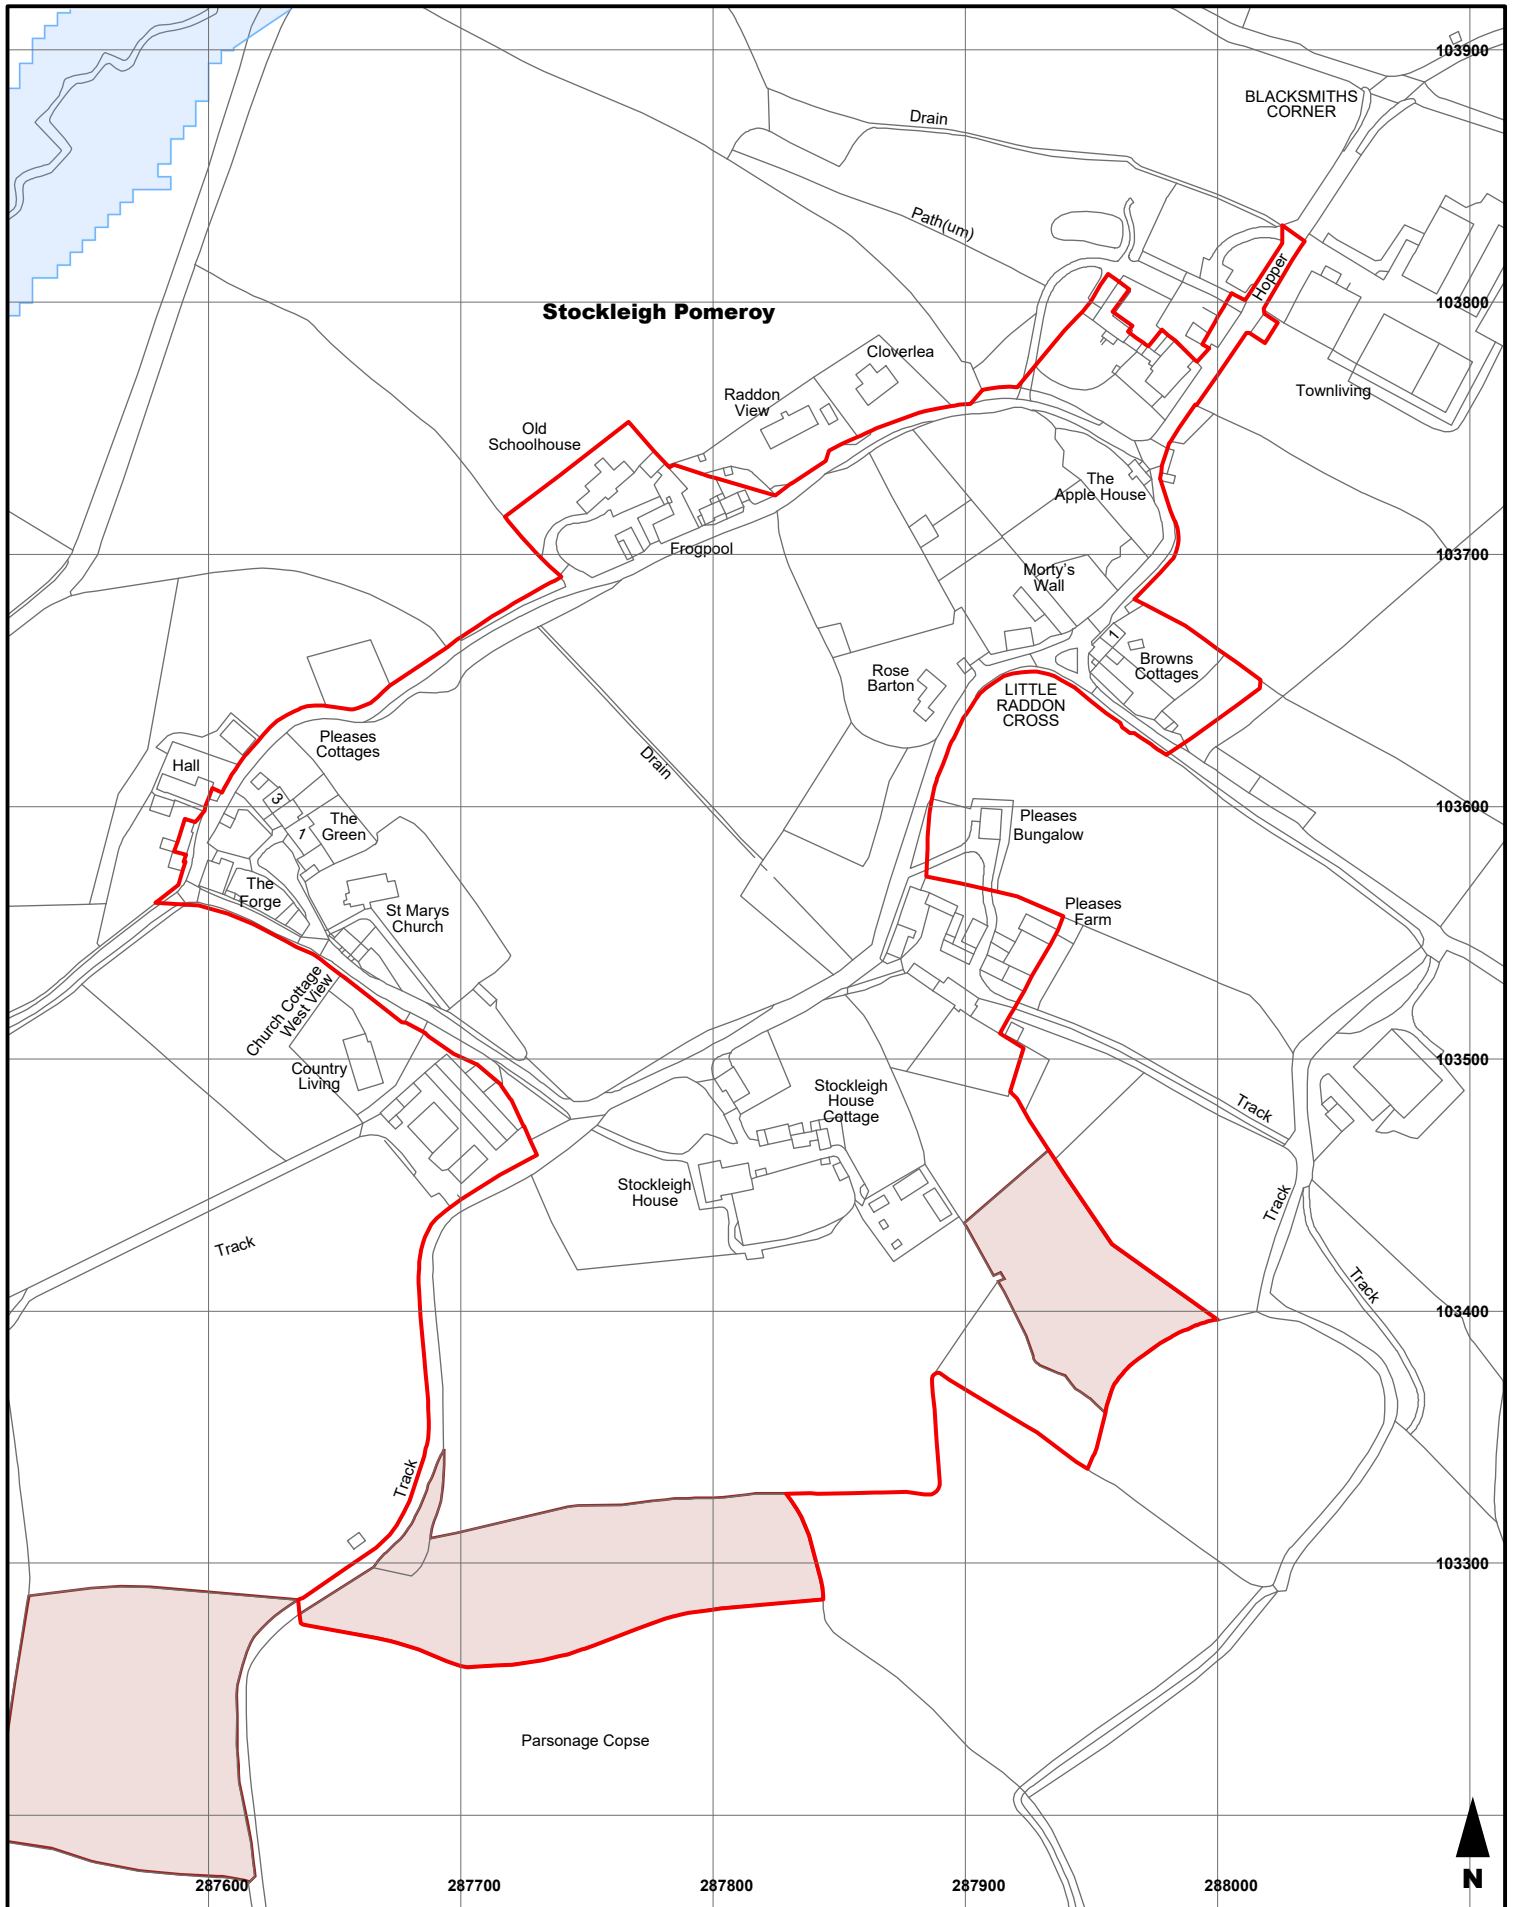 103900
BLACKSMITHS
CORNER
Drain
Path(um)
Hopper
103800
Stockleigh Pomeroy
Cloverlea
Raddon
View
Townliving
Old
Schoolhouse
The
Apple House
Frogpool
103700
Morty's
Wall
1
Browns
Cottages
Rose
Barton
LITTLE
RADDON
CROSS
Pleases
Cottages
Hall
Drain
3
1
The
Green
103600
Pleases
Bungalow
The
Forge
St Marys
Church
Pleases
Farm
Church Cottage
West View
Country
Living
103500
Stockleigh
House
Cottage
Track
Stockleigh
House
Track
Track
Track
103400
Track
103300
Parsonage Copse
N
287600
287700
287800
287900
288000